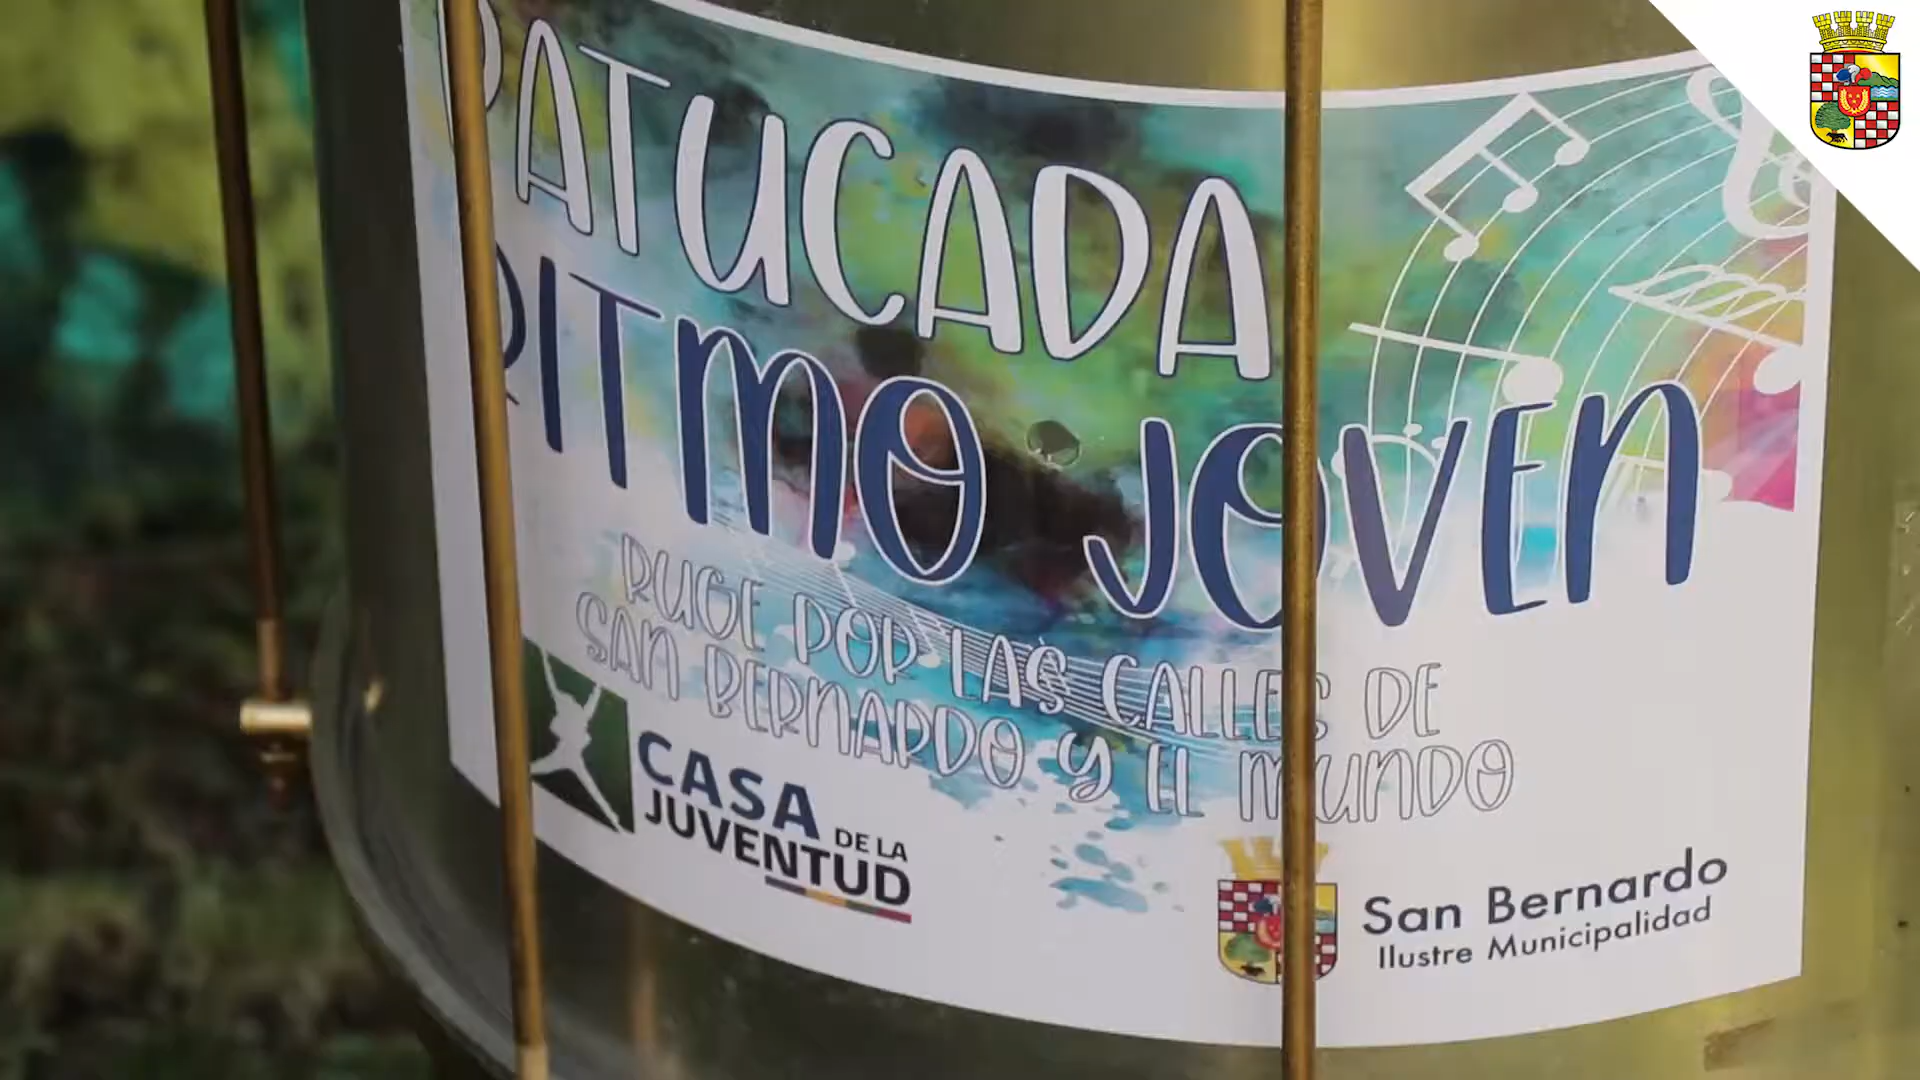 BATUCADA
RITMO JOVEN
RUGE POR LAS CALLES DE
SAN BERNARDO Y EL MUNDO
CASA DE LA
JUVENTUD
San Bernardo
Ilustre Municipalidad